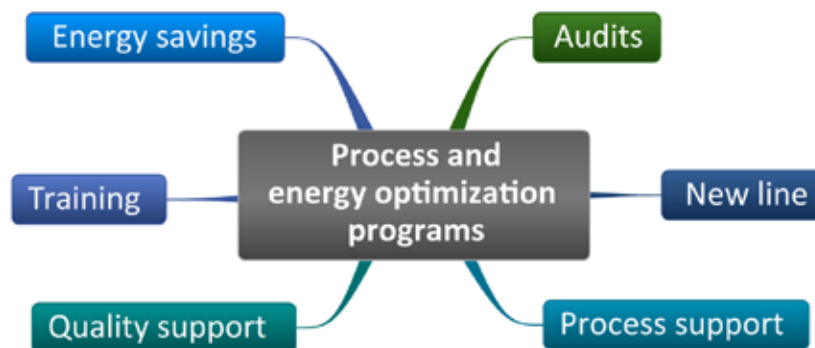 Energy savings
Audits
Process and
energy optimization
programs
Training
New line
Quality support
Process support